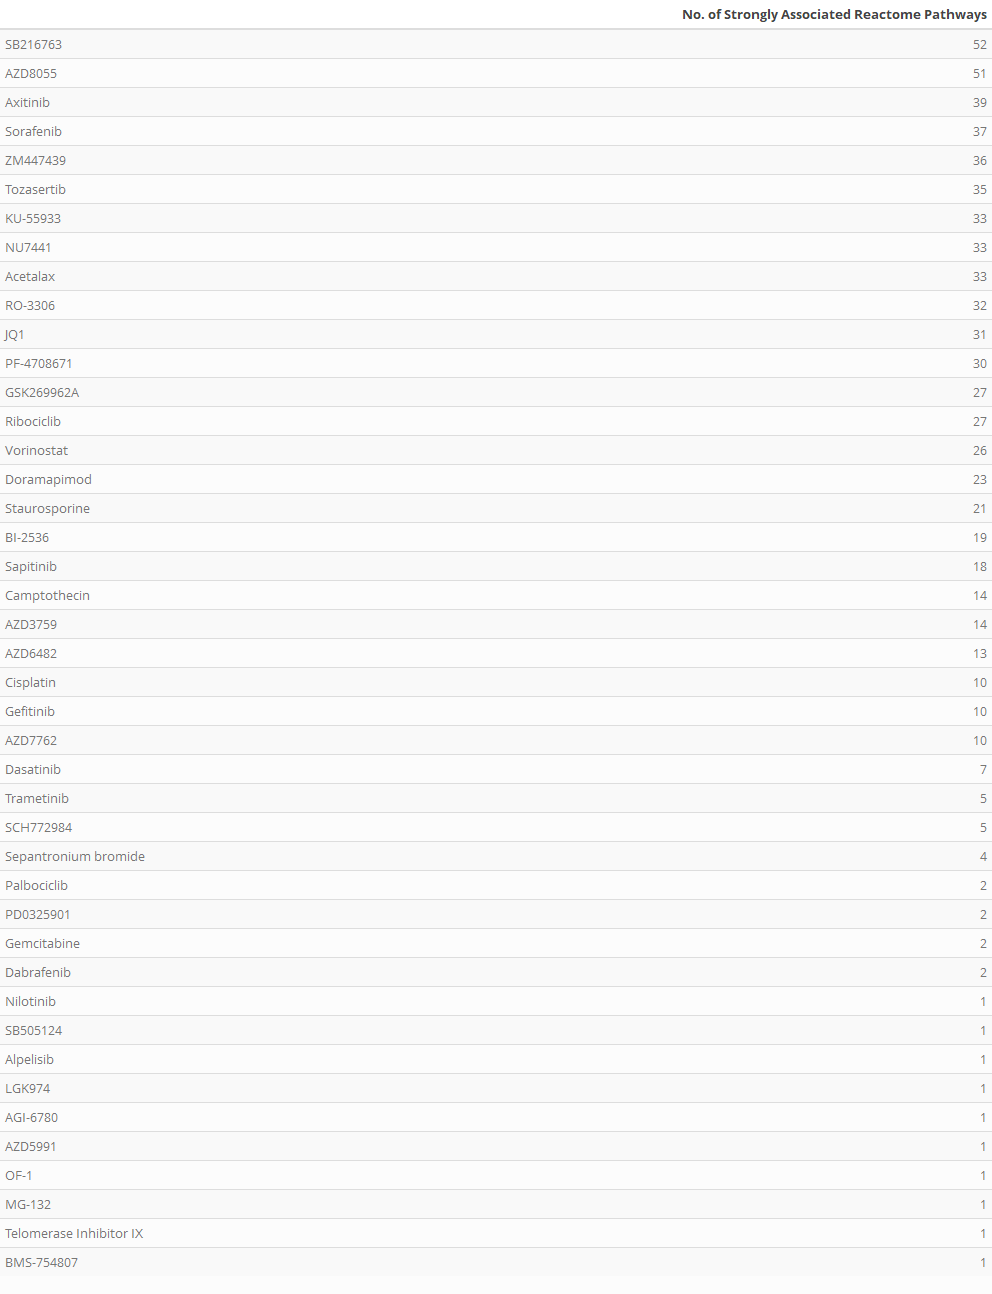 No. of Strongly Associated Reactome Pathways
SB216763 52
AZD8055 51
Axitinib 39
Sorafenib 37
ZM447439 36
Tozasertib 35
KU-55933 33
NU7441 33
Acetalax 33
RO-3306 32
JQ1 31
PF-4708671 30
GSK269962A 27
Ribociclib 27
Vorinostat 26
Doramapimod 23
Staurosporine 21
BI-2536 19
Sapitinib 18
Camptothecin 14
AZD3759 14
AZD6482 13
Cisplatin 10
Gefitinib 10
AZD7762 10
Dasatinib 7
Trametinib 5
SCH772984 5
Sepantronium bromide 4
Palbociclib 2
PD0325901 2
Gemcitabine 2
Dabrafenib 2
Nilotinib 1
SB505124 1
Alpelisib 1
LGK974 1
AGI-6780 1
AZD5991 1
OF-1 1
MG-132 1
Telomerase Inhibitor IX 1
BMS-754807 1